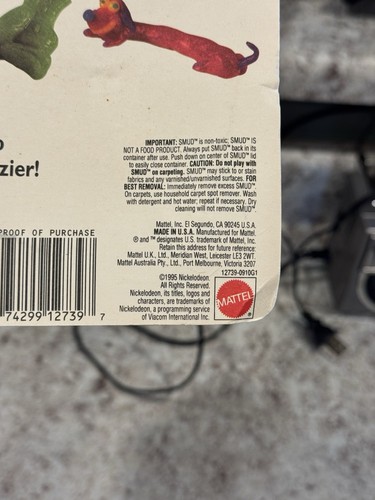 zier!
IMPORTANT: SMUD™ is non-toxic; SMUD™ IS
NOT A FOOD PRODUCT. Always put SMUD™ back in its
container after use. Push down on center of SMUD™ lid
to easily close container. CAUTION: Do not play with
SMUD™ on carpeting. SMUD™ may stick to or stain
fabrics and any varnished/unvarnished surfaces. FOR
BEST REMOVAL: Immediately remove excess SMUD™.
On carpets, use household carpet spot remover. Wash
with detergent and hot water; repeat if necessary. Dry
cleaning will not remove SMUD™.
Mattel, Inc. El Segundo, CA 90245 U.S.A.
MADE IN U.S.A. Manufactured for Mattel.
® and ™ designates U.S. trademark of Mattel, Inc.
Retain this address for future reference:
Mattel U.K., Ltd., Meridian West, Leicester LE3 2WT.
Mattel Australia Pty., Ltd., Port Melbourne, Victoria 3207
12739-0910G1
PROOF OF PURCHASE
74299 12739 7
©1995 Nickelodeon.
All Rights Reserved.
Nickelodeon, its titles, logos and
characters, are trademarks of
Nickelodeon, a programming service
of Viacom International Inc.
MATTEL